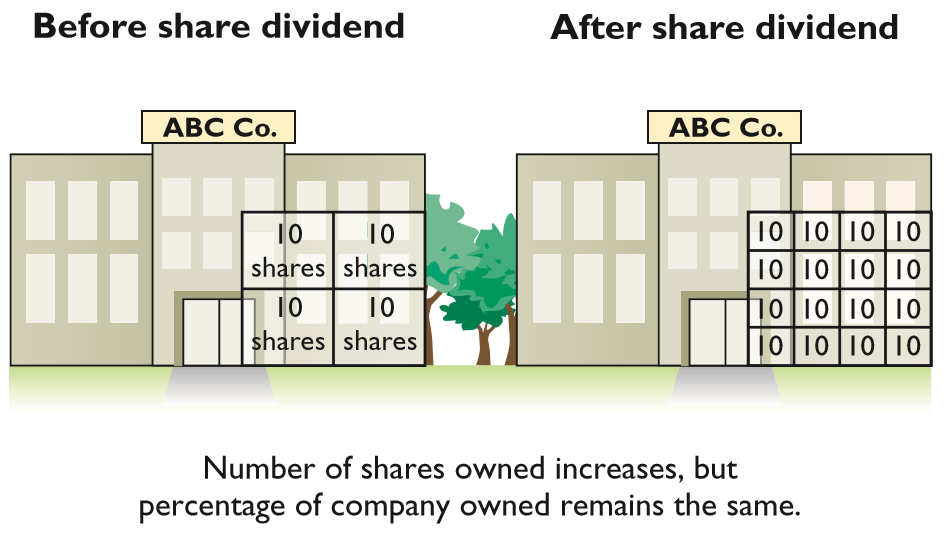 Before share dividend
After share dividend
ABC Co.
ABC Co.
10 10
shares shares
10 10
shares shares
10 10 10 10
10 10 10 10
10 10 10 10
10 10 10 10
Number of shares owned increases, but
percentage of company owned remains the same.